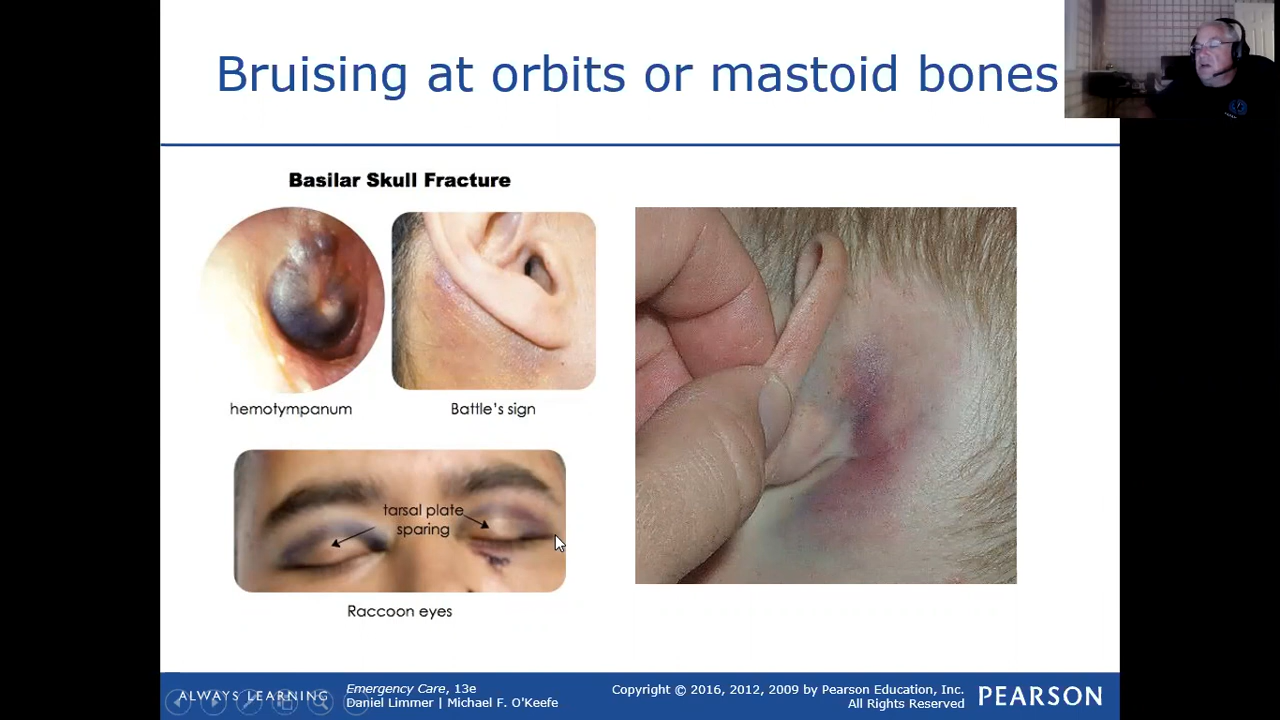 Bruising at orbits or mastoid bones
Basilar Skull Fracture
hemotympanum
Battle's sign
tarsal plate
sparing
Raccoon eyes
ALWAYS LEARNING
Emergency Care, 13e
Daniel Limmer | Michael F. O'Keefe
Copyright © 2016, 2012, 2009 by Pearson Education, Inc.
All Rights Reserved
PEARSON